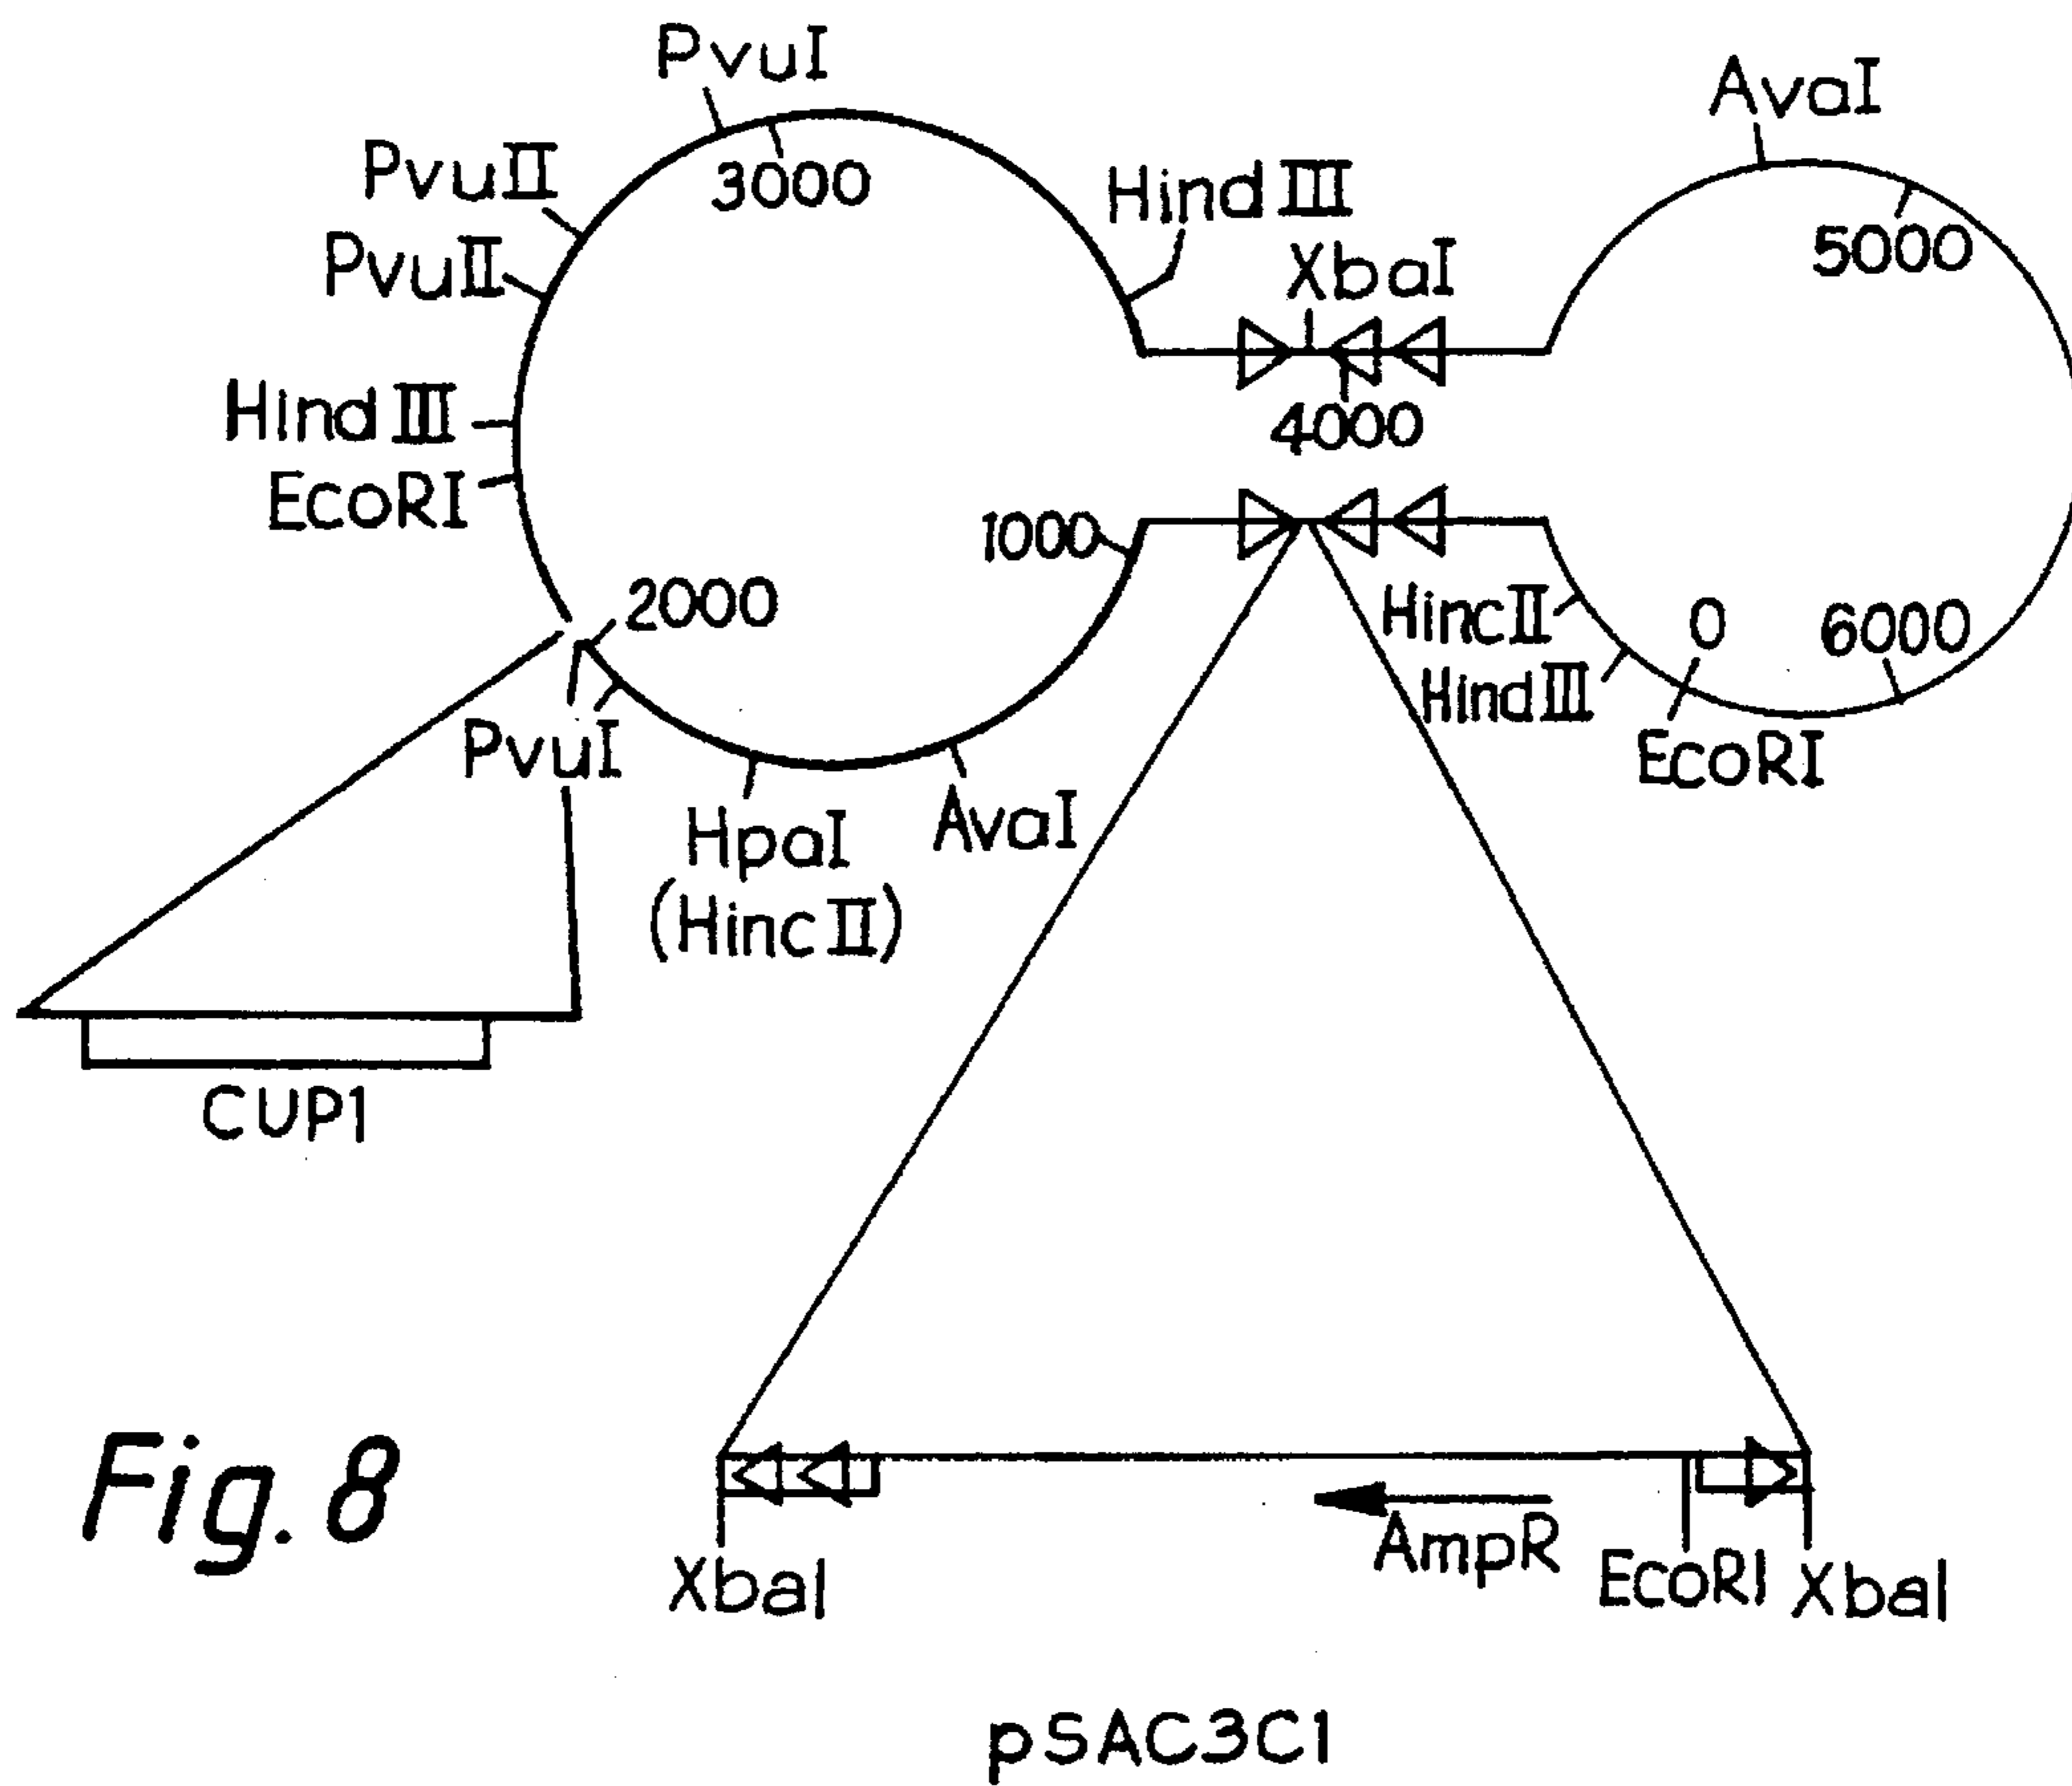 PvuI
AvaI
PvuII
3000
HindIII
PvuII
XbaI
5000
HindIII
4000
EcoRI
1000
2000
HincII
0
6000
HindIII
PvuI
EcoRI
HpaI
AvaI
(HincII)
CUP1
Fig. 8
AmpR
XbaI
EcoRI
XbaI
pSAC3C1